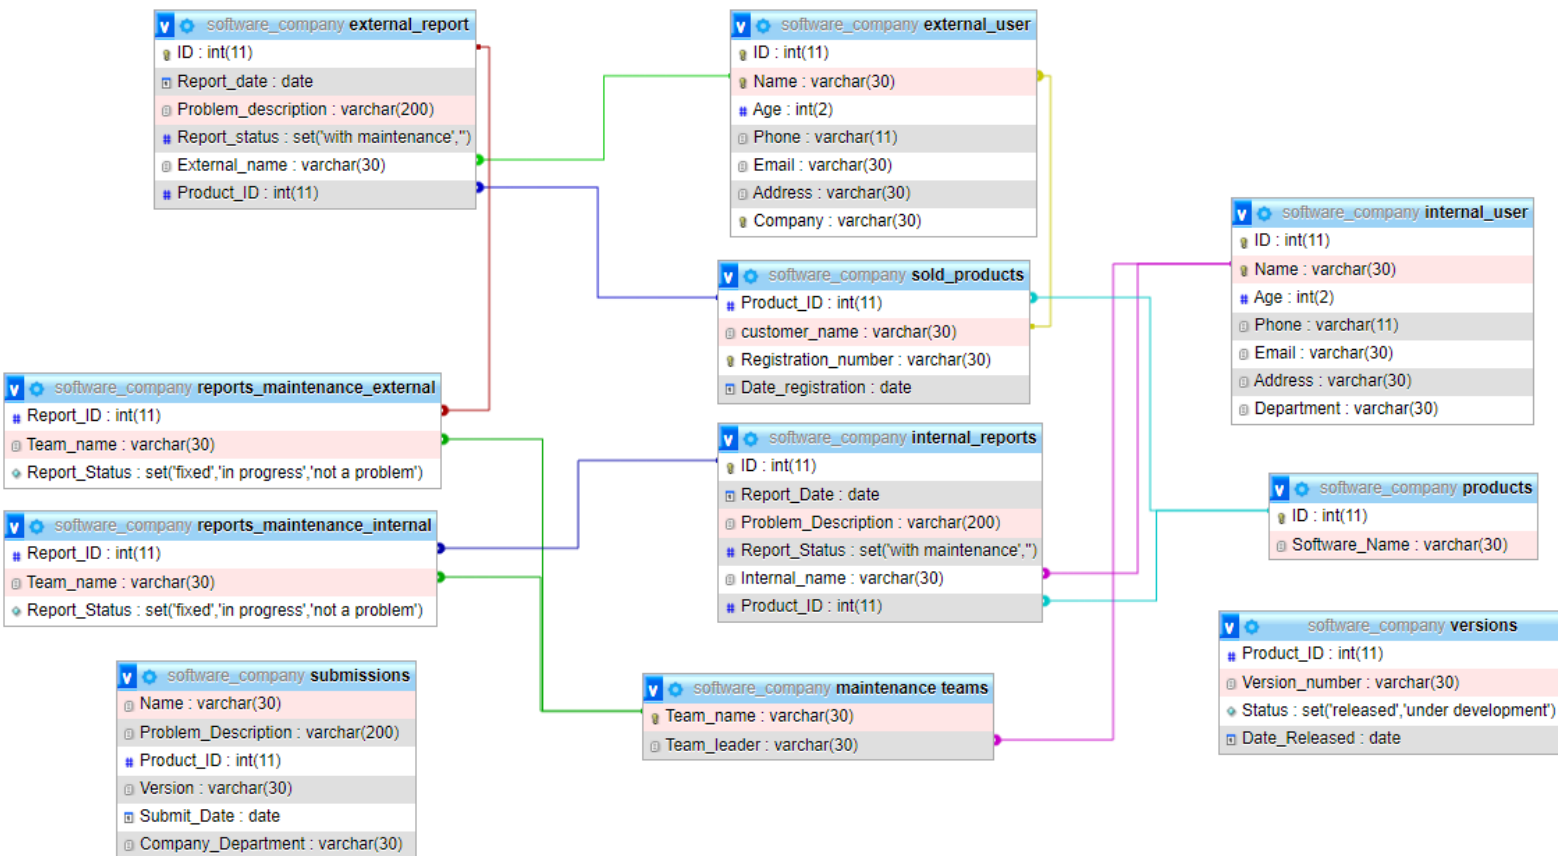 software_company external_report
ID : int(11)
Report_date : date
Problem_description : varchar(200)
Report_status : set('with maintenance','')
External_name : varchar(30)
Product_ID : int(11)
software_company external_user
ID : int(11)
Name : varchar(30)
Age : int(2)
Phone : varchar(11)
Email : varchar(30)
Address : varchar(30)
Company : varchar(30)
software_company internal_user
ID : int(11)
Name : varchar(30)
Age : int(2)
Phone : varchar(11)
Email : varchar(30)
Address : varchar(30)
Department : varchar(30)
software_company sold_products
Product_ID : int(11)
customer_name : varchar(30)
Registration_number : varchar(30)
Date_registration : date
software_company reports_maintenance_external
Report_ID : int(11)
Team_name : varchar(30)
Report_Status : set('fixed','in progress','not a problem')
software_company internal_reports
ID : int(11)
Report_Date : date
Problem_Description : varchar(200)
Report_Status : set('with maintenance','')
Internal_name : varchar(30)
Product_ID : int(11)
software_company products
ID : int(11)
Software_Name : varchar(30)
software_company reports_maintenance_internal
Report_ID : int(11)
Team_name : varchar(30)
Report_Status : set('fixed','in progress','not a problem')
software_company versions
Product_ID : int(11)
Version_number : varchar(30)
Status : set('released','under development')
Date_Released : date
software_company submissions
Name : varchar(30)
Problem_Description : varchar(200)
Product_ID : int(11)
Version : varchar(30)
Submit_Date : date
Company_Department : varchar(30)
software_company maintenance teams
Team_name : varchar(30)
Team_leader : varchar(30)